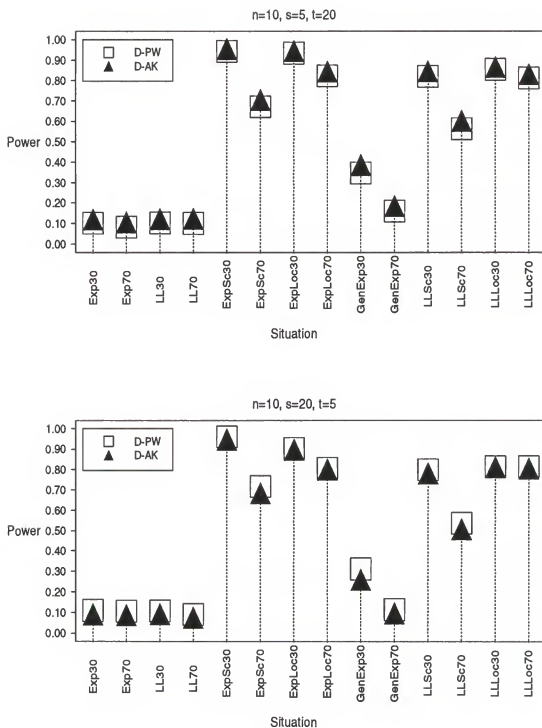 n=10, s=5, t=20
D-PW
D-AK
1.00
0.90
0.80
0.70
0.60
0.50
0.40
0.30
0.20
0.10
0.00
Power
Exp30
Exp70
LL30
LL70
ExpSc30
ExpSc70
ExpLoc30
ExpLoc70
GenExp30
GenExp70
LLSc30
LLSc70
LLLoc30
LLLoc70
Situation
n=10, s=20, t=5
D-PW
D-AK
1.00
0.90
0.80
0.70
0.60
0.50
0.40
0.30
0.20
0.10
0.00
Power
Exp30
Exp70
LL30
LL70
ExpSc30
ExpSc70
ExpLoc30
ExpLoc70
GenExp30
GenExp70
LLSc30
LLSc70
LLLoc30
LLLoc70
Situation